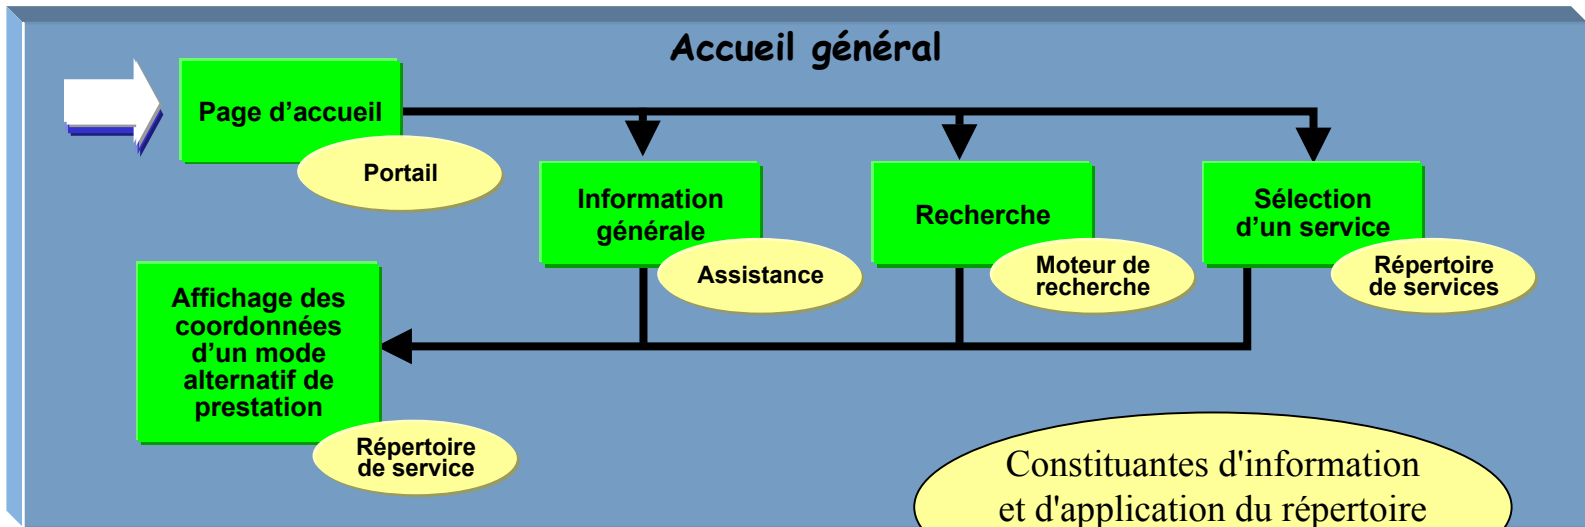 Accueil général
Page d’accueil
Portail
Information
générale
Assistance
Recherche
Moteur de
recherche
Sélection
d’un service
Répertoire
de services
Affichage des
coordonnées
d’un mode
alternatif de
prestation
Répertoire
de service
Constituantes d'information
et d'application du répertoire